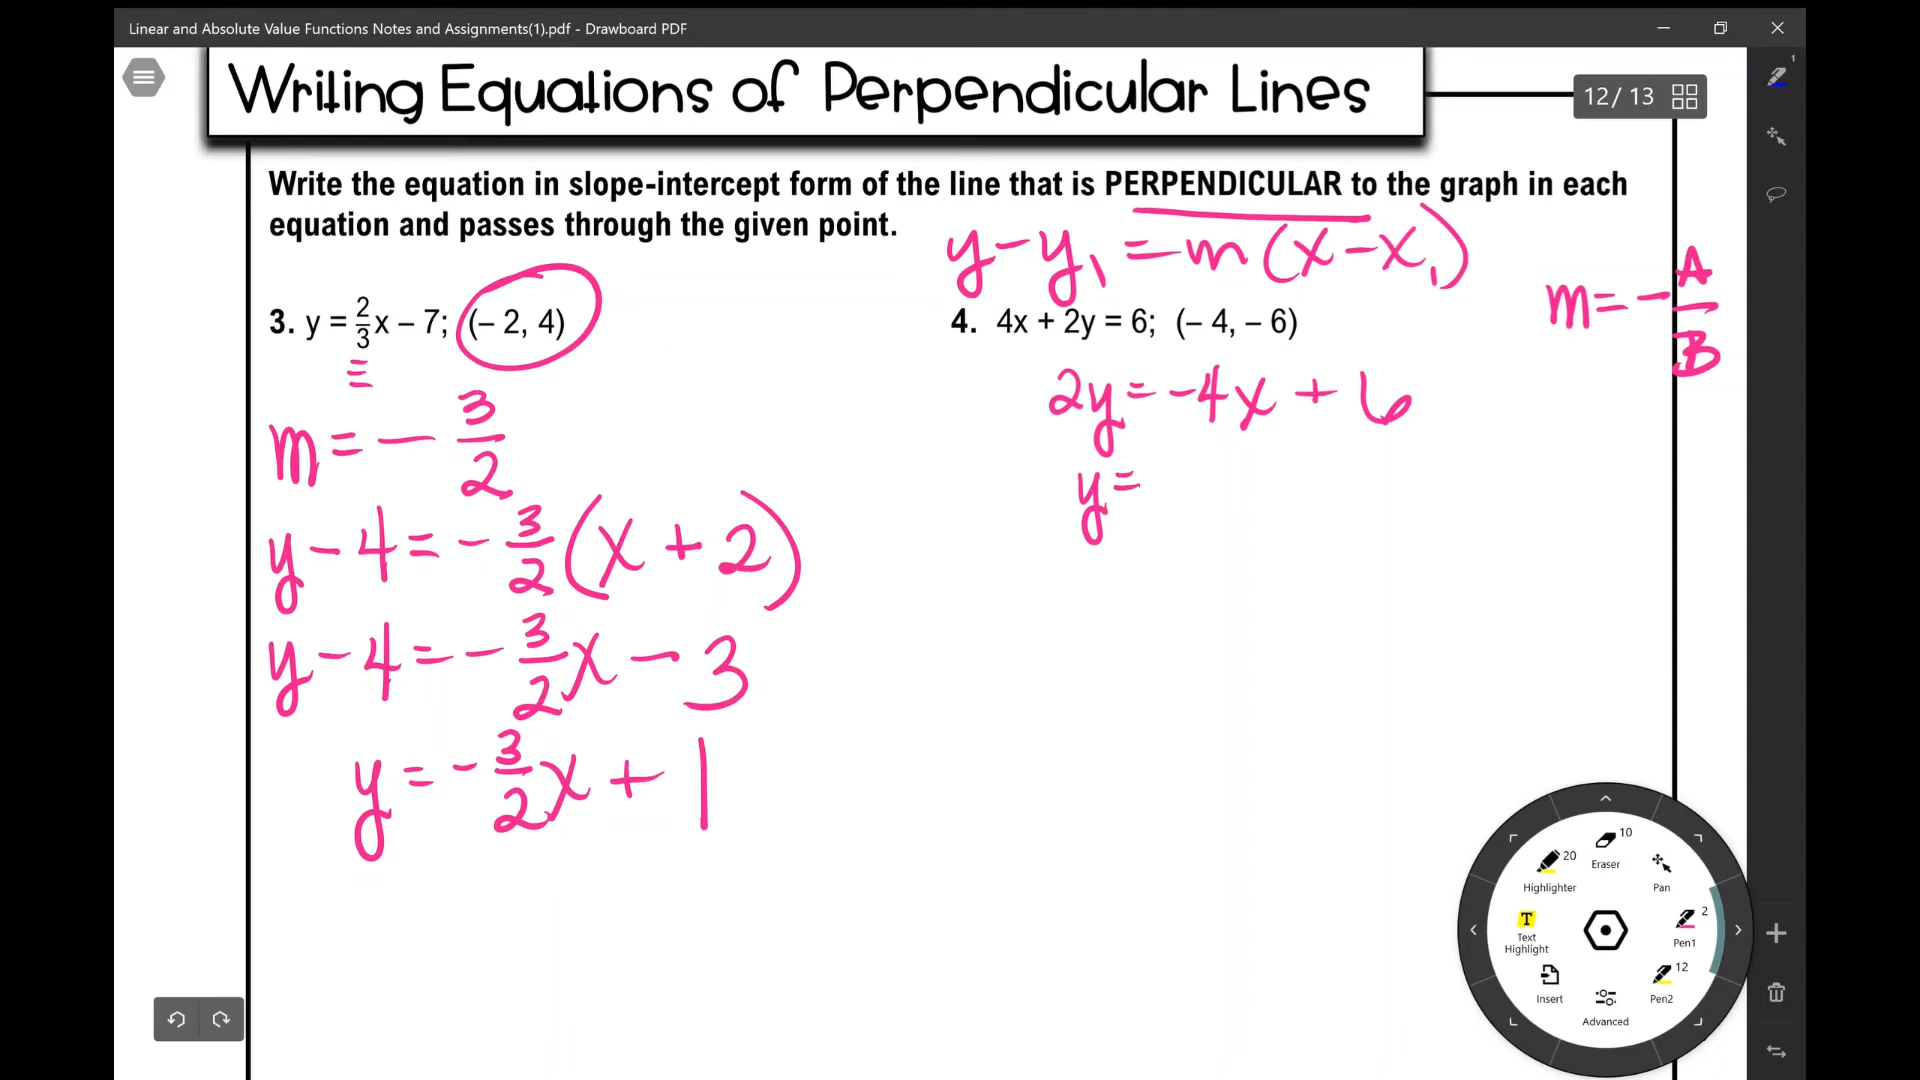 Linear and Absolute Value Functions Notes and Assignments(1).pdf - Drawboard PDF
Writing Equations of Perpendicular Lines
12 / 13
1
Write the equation in slope-intercept form of the line that is PERPENDICULAR to the graph in each
equation and passes through the given point.
y - y₁ = m(x - x₁)
m = - A/B
3. y = 2/3 x – 7; (– 2, 4)
m = - 3/2
y - 4 = - 3/2 (x + 2)
y - 4 = - 3/2 x - 3
y = - 3/2 x + 1
4. 4x + 2y = 6; (– 4, – 6)
2y = -4x + 6
y =
10
Eraser
20
Highlighter
Pan
T
Text
Highlight
2
Pen1
Insert
12
Pen2
Advanced